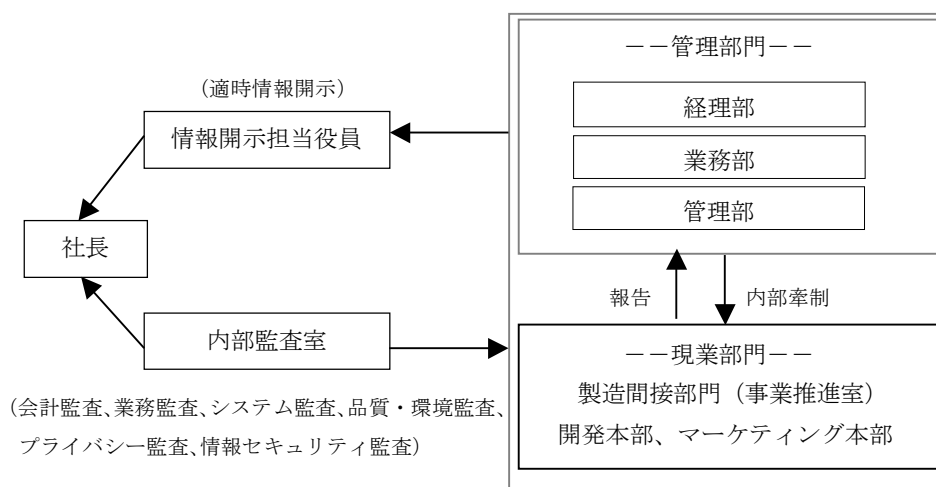 －－管理部門－－
経理部
業務部
管理部
（適時情報開示）
情報開示担当役員
社長
報告
内部牽制
内部監査室
（会計監査、業務監査、システム監査、品質・環境監査、
プライバシー監査、情報セキュリティ監査）
－－現業部門－－
製造間接部門（事業推進室）
開発本部、マーケティング本部